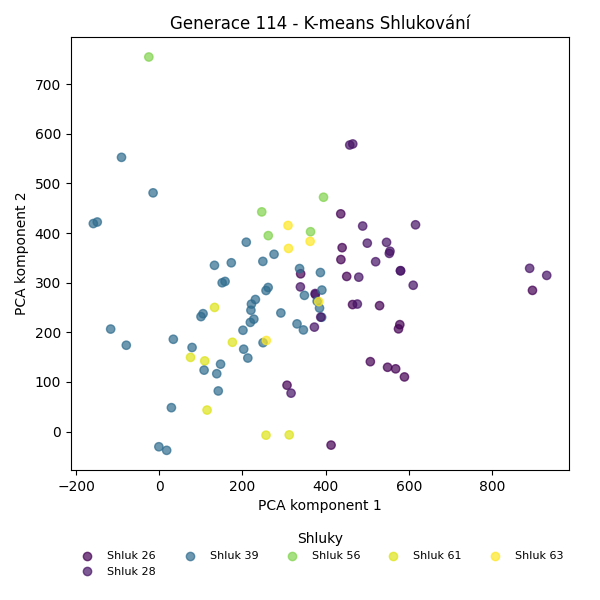 Generace 114 - K-means Shlukování
700
600
500
400
300
200
100
0
PCA komponent 2
−200 0 200 400 600 800
PCA komponent 1
Shluky
Shluk 26 Shluk 39 Shluk 56 Shluk 61 Shluk 63
Shluk 28